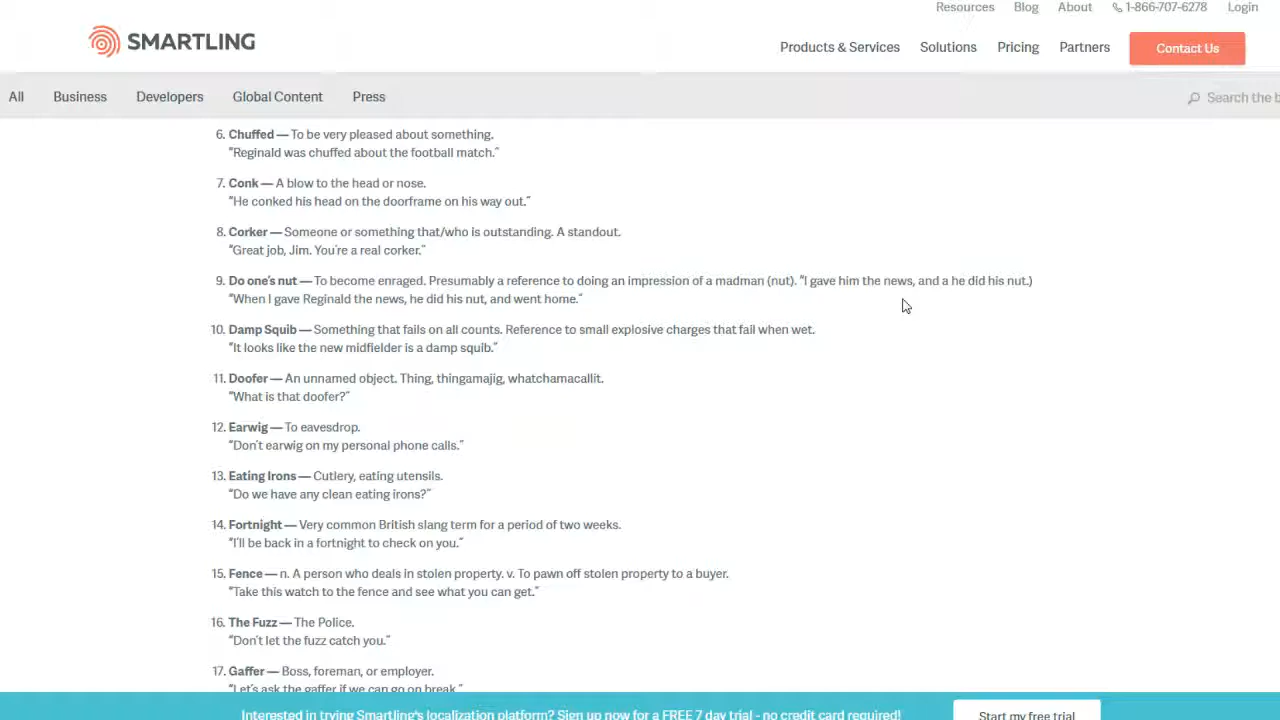 Resources Blog About 1-866-707-6278 Login
SMARTLING
Products & Services Solutions Pricing Partners Contact Us
All Business Developers Global Content Press Search the b
6. Chuffed — To be very pleased about something.
"Reginald was chuffed about the football match."
7. Conk — A blow to the head or nose.
"He conked his head on the doorframe on his way out."
8. Corker — Someone or something that/who is outstanding. A standout.
"Great job, Jim. You're a real corker."
9. Do one's nut — To become enraged. Presumably a reference to doing an impression of a madman (nut). "I gave him the news, and a he did his nut.)
"When I gave Reginald the news, he did his nut, and went home."
10. Damp Squib — Something that fails on all counts. Reference to small explosive charges that fail when wet.
"It looks like the new midfielder is a damp squib."
11. Doofer — An unnamed object. Thing, thingamajig, whatchamacallit.
"What is that doofer?"
12. Earwig — To eavesdrop.
"Don't earwig on my personal phone calls."
13. Eating Irons — Cutlery, eating utensils.
"Do we have any clean eating irons?"
14. Fortnight — Very common British slang term for a period of two weeks.
"I'll be back in a fortnight to check on you."
15. Fence — n. A person who deals in stolen property. v. To pawn off stolen property to a buyer.
"Take this watch to the fence and see what you can get."
16. The Fuzz — The Police.
"Don't let the fuzz catch you."
17. Gaffer — Boss, foreman, or employer.
"Let's ask the gaffer if we can go on break."
Interested in trying Smartling's localization platform? Sign up now for a FREE 7 day trial - no credit card required! Start my free trial